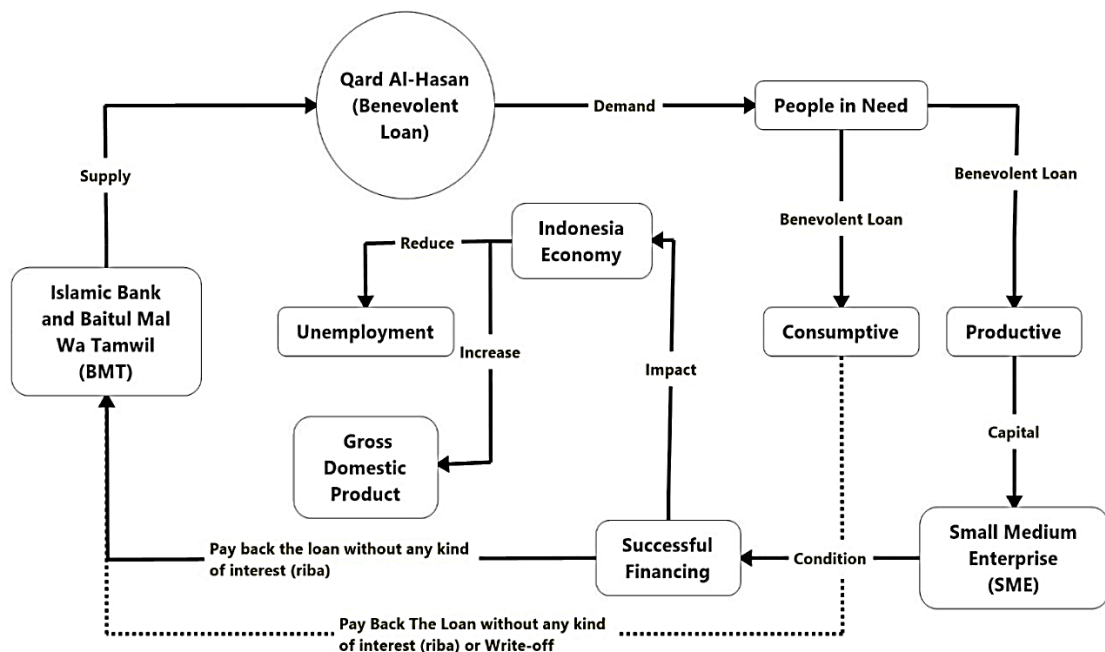 Qard Al-Hasan
(Benevolent
Loan)
Demand
People in Need
Supply
Benevolent Loan
Benevolent Loan
Indonesia
Economy
Reduce
Islamic Bank
and Baitul Mal
Wa Tamwil
(BMT)
Unemployment
Consumptive
Productive
Increase
Impact
Gross
Domestic
Product
Capital
Small Medium
Enterprise
(SME)
Successful
Financing
Condition
Pay back the loan without any kind
of interest (riba)
Pay Back The Loan without any kind
of interest (riba) or Write-off